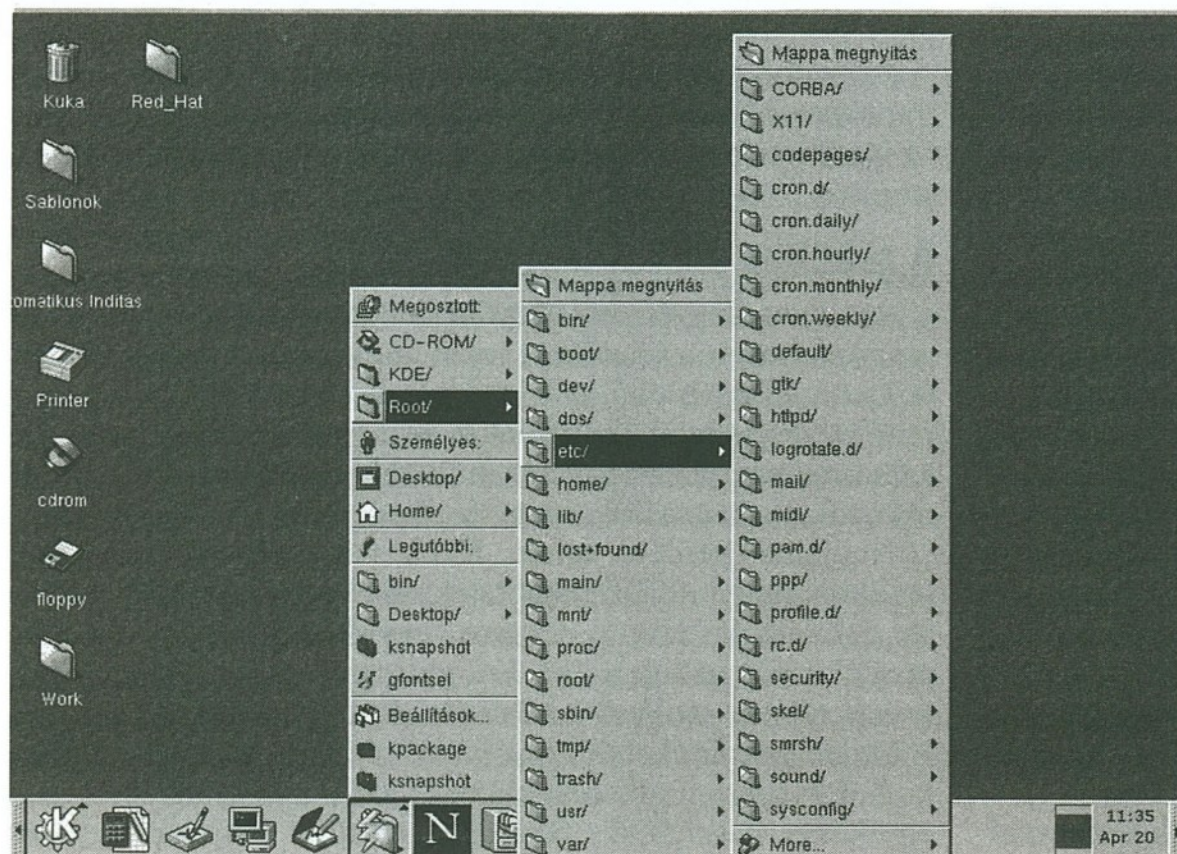 Kuka
Red_Hat
Sablonok
omatikus Indítás
Printer
cdrom
floppy
Work
Megosztott:
CD-ROM/
KDE/
Root/
Személyes:
Desktop/
Home/
Legutóbbi:
bin/
Desktop/
ksnapshot
gfontsel
Beállítások...
kpackage
ksnapshot
Mappa megnyitás
bin/
boot/
dev/
dos/
etc/
home/
lib/
lost+found/
main/
mnt/
proc/
root/
sbin/
tmp/
trash/
usr/
var/
Mappa megnyitás
CORBA/
X11/
codepages/
cron.d/
cron.daily/
cron.hourly/
cron.monthly/
cron.weekly/
default/
gtk/
httpd/
logrotate.d/
mail/
midi/
pam.d/
ppp/
profile.d/
rc.d/
security/
skel/
smrsh/
sound/
sysconfig/
More...
K
N
11:35
Apr 20